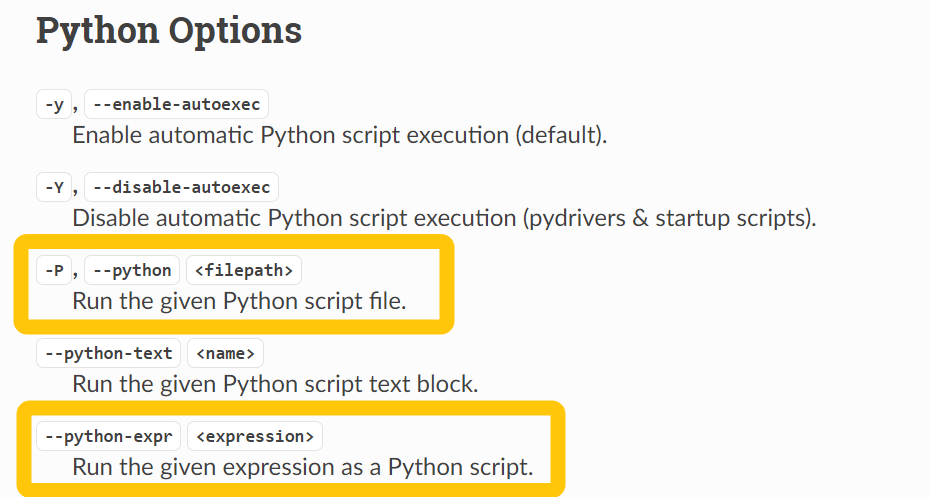 Python Options
-y, --enable-autoexec
Enable automatic Python script execution (default).
-Y, --disable-autoexec
Disable automatic Python script execution (pydrivers & startup scripts).
-P, --python <filepath>
Run the given Python script file.
--python-text <name>
Run the given Python script text block.
--python-expr <expression>
Run the given expression as a Python script.